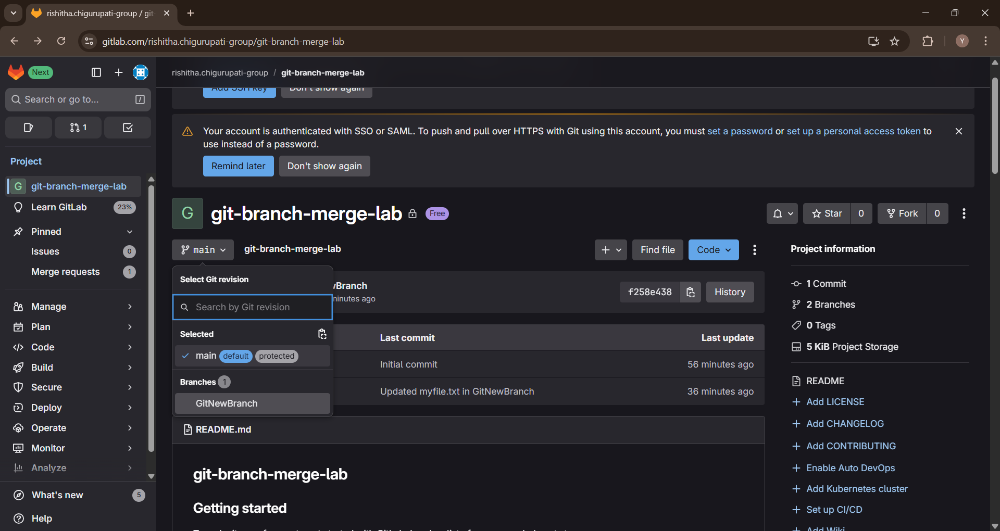 rishitha.chigurupati-group / git-
gitlab.com/rishitha.chigurupati-group/git-branch-merge-lab
Y
Next
rishitha.chigurupati-group / git-branch-merge-lab
Search or go to...
/
1
Add SSH key
Don't show again
Your account is authenticated with SSO or SAML. To push and pull over HTTPS with Git using this account, you must set a password or set up a personal access token to
use instead of a password.
Remind later
Don't show again
Project
G git-branch-merge-lab
Learn GitLab 23%
Pinned
Issues 0
Merge requests 1
Manage
Plan
Code
Build
Secure
Deploy
Operate
Monitor
Analyze
What's new 5
Help
G
git-branch-merge-lab
Free
Star 0
Fork 0
main
git-branch-merge-lab
Find file
Code
Select Git revision
Search by Git revision
Selected
main default protected
Branches 1
GitNewBranch
Branch
minutes ago
f258e438
History
Last commit
Last update
Initial commit
56 minutes ago
Updated myfile.txt in GitNewBranch
36 minutes ago
README.md
git-branch-merge-lab
Getting started
Project information
1 Commit
2 Branches
0 Tags
5 KiB Project Storage
README
Add LICENSE
Add CHANGELOG
Add CONTRIBUTING
Enable Auto DevOps
Add Kubernetes cluster
Set up CI/CD
Add Wiki